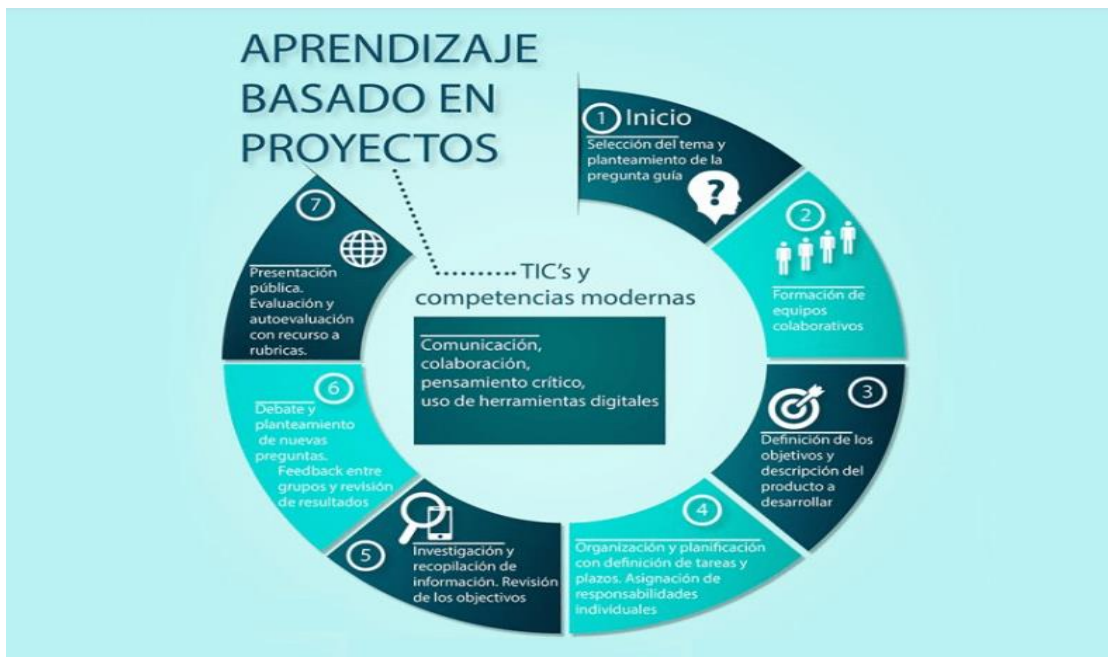 APRENDIZAJE
BASADO EN
PROYECTOS
1 Inicio
Selección del tema y
planteamiento de la
pregunta guía
?
2
Formación de
equipos
colaborativos
3
Definición de los
objetivos y
descripción del
producto a
desarrollar
4
Organización y planificación
con definición de tareas y
plazos. Asignación de
responsabilidades
individuales
5
Investigación y
recopilación de
información. Revisión
de los objectivos
6
Debate y
planteamiento
de nuevas
preguntas.
Feedback entre
grupos y revisión
de resultados
7
Presentación
pública.
Evaluación y
autoevaluación
con recurso a
rubricas.
TIC's y
competencias modernas
Comunicación,
colaboración,
pensamiento crítico,
uso de herramientas digitales